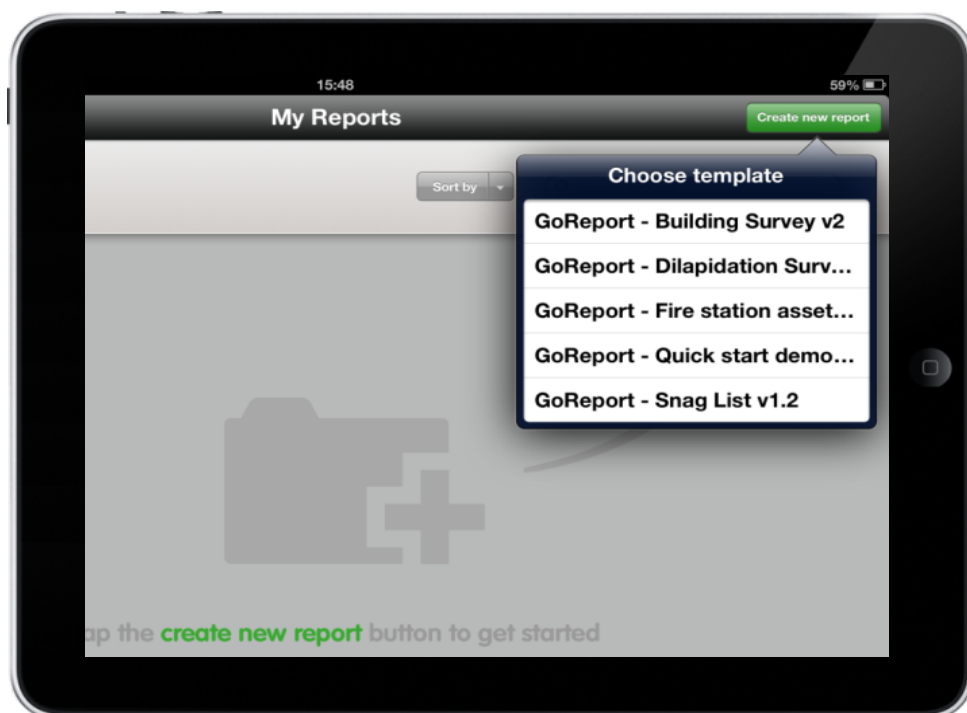 15:48
59%
My Reports
Create new report
Sort by
Choose template
GoReport - Building Survey v2
GoReport - Dilapidation Surv...
GoReport - Fire station asset...
GoReport - Quick start demo...
GoReport - Snag List v1.2
ap the create new report button to get started